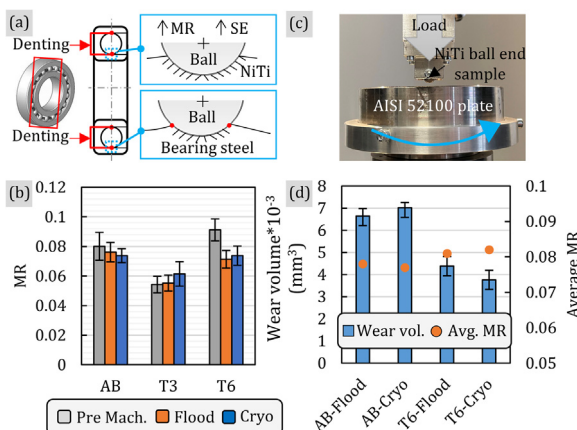 (a)
Denting
Denting
↑ MR ↑ SE
Ball
NiTi
Ball
Bearing steel
(c)
Load
NiTi ball end
sample
AISI 52100 plate
(b)
MR
0.12
0.1
0.08
0.06
0.04
0.02
0
AB T3 T6
Pre Mach. Flood Cryo
(d)
Wear volume*10-3
(mm3)
8
7
6
5
4
3
2
1
0
Wear vol. Avg. MR
AB-Flood
AB-Cryo
T6-Flood
T6-Cryo
0.1
0.09
0.08
0.07
0.06
0.05
Average MR